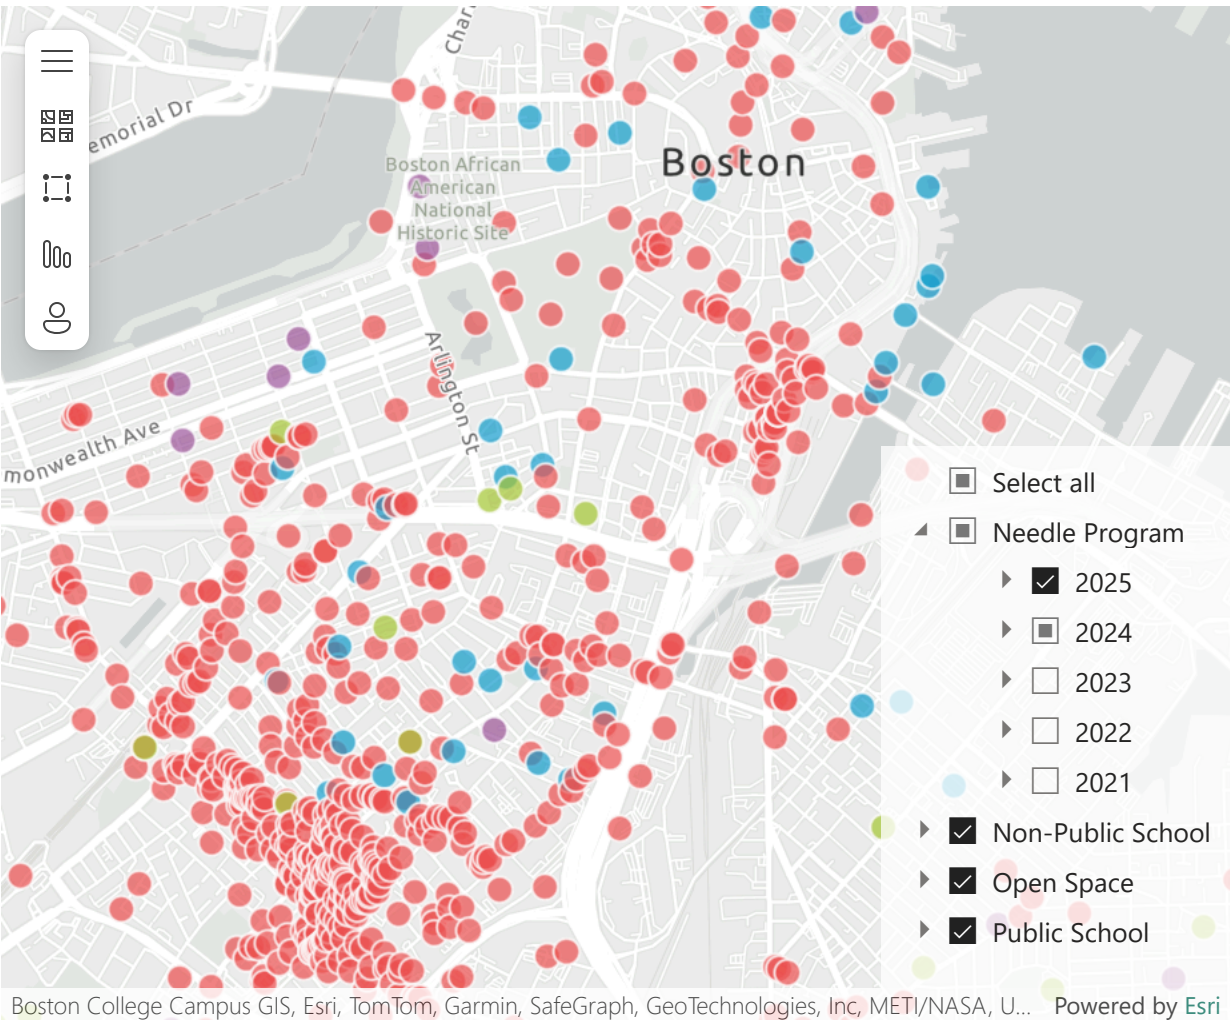 Char
emorial Dr
Boston African
American
National
Historic Site
Boston
Arlington St
monwealth Ave
Select all
Needle Program
2025
2024
2023
2022
2021
Non-Public School
Open Space
Public School
Boston College Campus GIS, Esri, TomTom, Garmin, SafeGraph, GeoTechnologies, Inc, METI/NASA, U... Powered by Esri